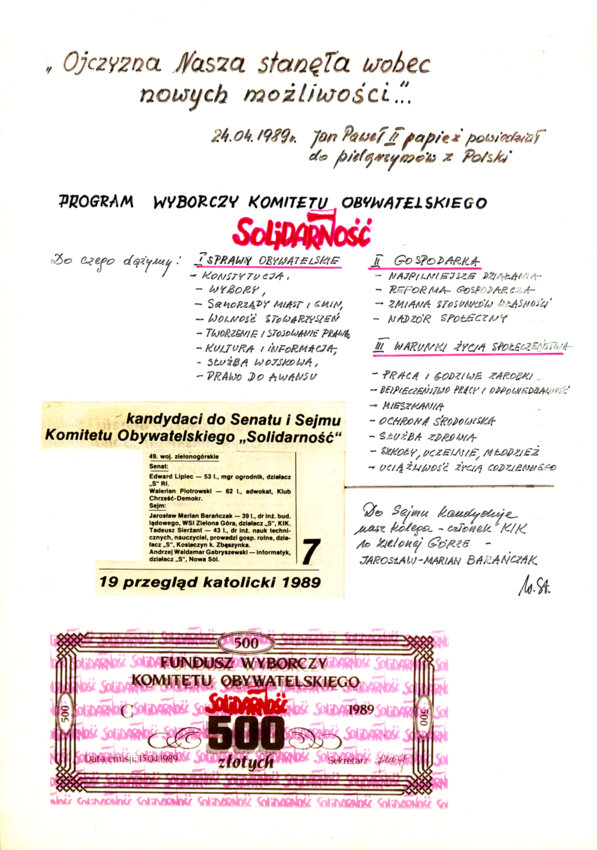 „Ojczyzna Nasza stanęła wobec
nowych możliwości"...
24.04.1989r. Jan Paweł II papież powiedział
do pielgrzymów z Polski
PROGRAM WYBORCZY KOMITETU OBYWATELSKIEGO
SOLiDARNOŚĆ
Do czego dążymy:
I SPRAWY OBYWATELSKIE
- KONSTYTUCJA.
- WYBORY,
- SAMORZĄDY MIAST I GMIN,
- WOLNOŚĆ STOWARZYSZEŃ
- TWORZENIE I STOSOWANIE PRAWA,
- KULTURA I INFORMACJA,
- SŁUŻBA WOJSKOWA,
- PRAWO DO AWANSU
II GOSPODARKA
- NAJPILNIEJSZE DZIAŁANIA
- REFORMA GOSPODARCZA
- ZMIANA STOSUNKÓW WŁASNOŚCI
- NADZÓR SPOŁECZNY
III WARUNKI ŻYCIA SPOŁECZEŃSTWA
- PRACA I GODZIWE ZAROBKI
- BEZPIECZEŃSTWO PRACY I ODPOWIEDZIALNOŚĆ
- MIESZKANIA
- OCHRONA ŚRODOWISKA
- SŁUŻBA ZDROWIA
- SZKOŁY, UCZELNIE, MŁODZIEŻ
- UCIĄŻLIWOŚĆ ŻYCIA CODZIENNEGO
kandydaci do Senatu i Sejmu
Komitetu Obywatelskiego „Solidarność"
49. woj. zielonogórskie
Senat:
Edward Lipiec — 53 l., mgr ogrodnik, działacz
„S" RI.
Walerian Piotrowski — 62 l., adwokat, Klub
Chrześć-Demokr.
Sejm:
Jarosław Marian Barańczak — 39 l., dr inż. bud.
lądowego, WSI Zielona Góra, działacz „S", KIK.
Tadeusz Sierżant — 43 l., dr inż. nauk techni-
cznych, nauczyciel, prowadzi gosp. rolne, dzia-
łacz „S", Kosieczyn k. Zbąszynka.
Andrzej Waldemar Gabryszewski — informatyk,
działacz „S", Nowa Sól.
7
19 przegląd katolicki 1989
Do Sejmu kandyduje
nasz kolega - członek KIK
w Zielonej GÓRZE -
JAROSŁAW-MARIAN BARAŃCZAK
W. St.
500
FUNDUSZ WYBORCZY
KOMITETU OBYWATELSKIEGO
SOLiDARNOŚĆ
C 1989
500 500 500
złotych
Data emisji: 15.04.1989 Sekretarz